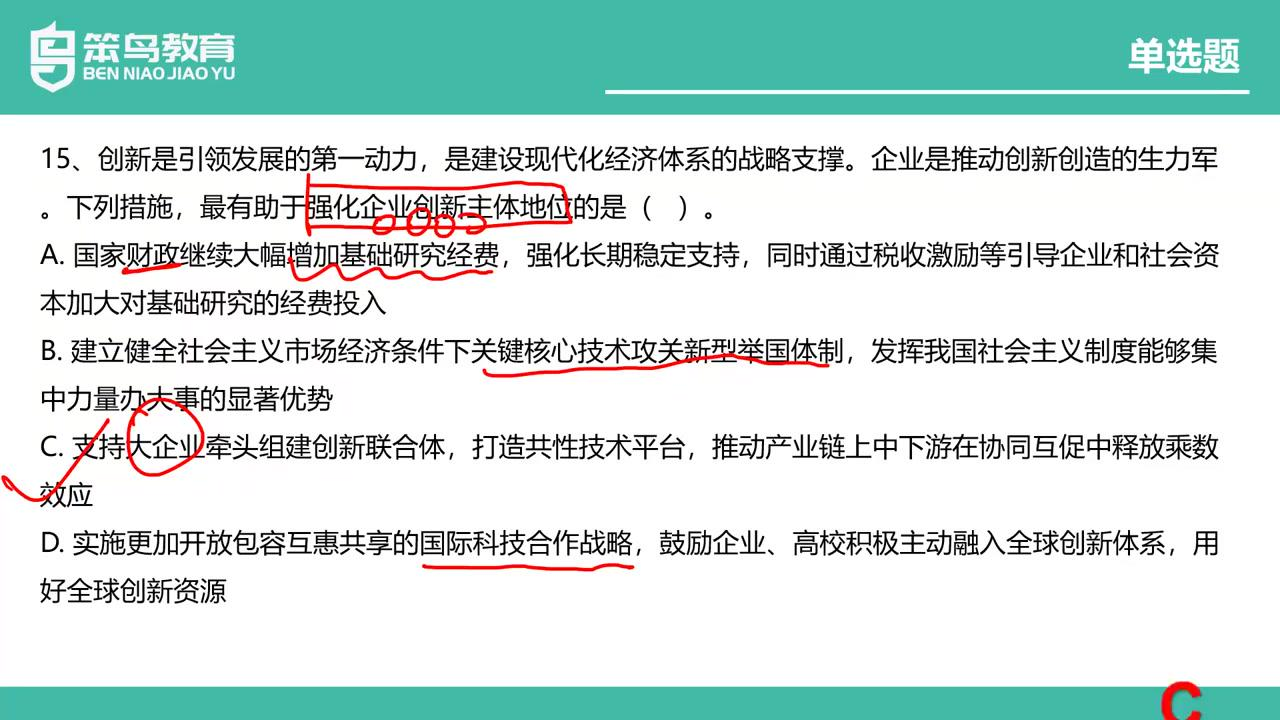 笨鸟教育
BEN NIAO JIAO YU
单选题
15、创新是引领发展的第一动力，是建设现代化经济体系的战略支撑。企业是推动创新创造的生力军
。下列措施，最有助于强化企业创新主体地位的是（ ）。
A. 国家财政继续大幅增加基础研究经费，强化长期稳定支持，同时通过税收激励等引导企业和社会资
本加大对基础研究的经费投入
B. 建立健全社会主义市场经济条件下关键核心技术攻关新型举国体制，发挥我国社会主义制度能够集
中力量办大事的显著优势
C. 支持大企业牵头组建创新联合体，打造共性技术平台，推动产业链上中下游在协同互促中释放乘数
效应
D. 实施更加开放包容互惠共享的国际科技合作战略，鼓励企业、高校积极主动融入全球创新体系，用
好全球创新资源
C